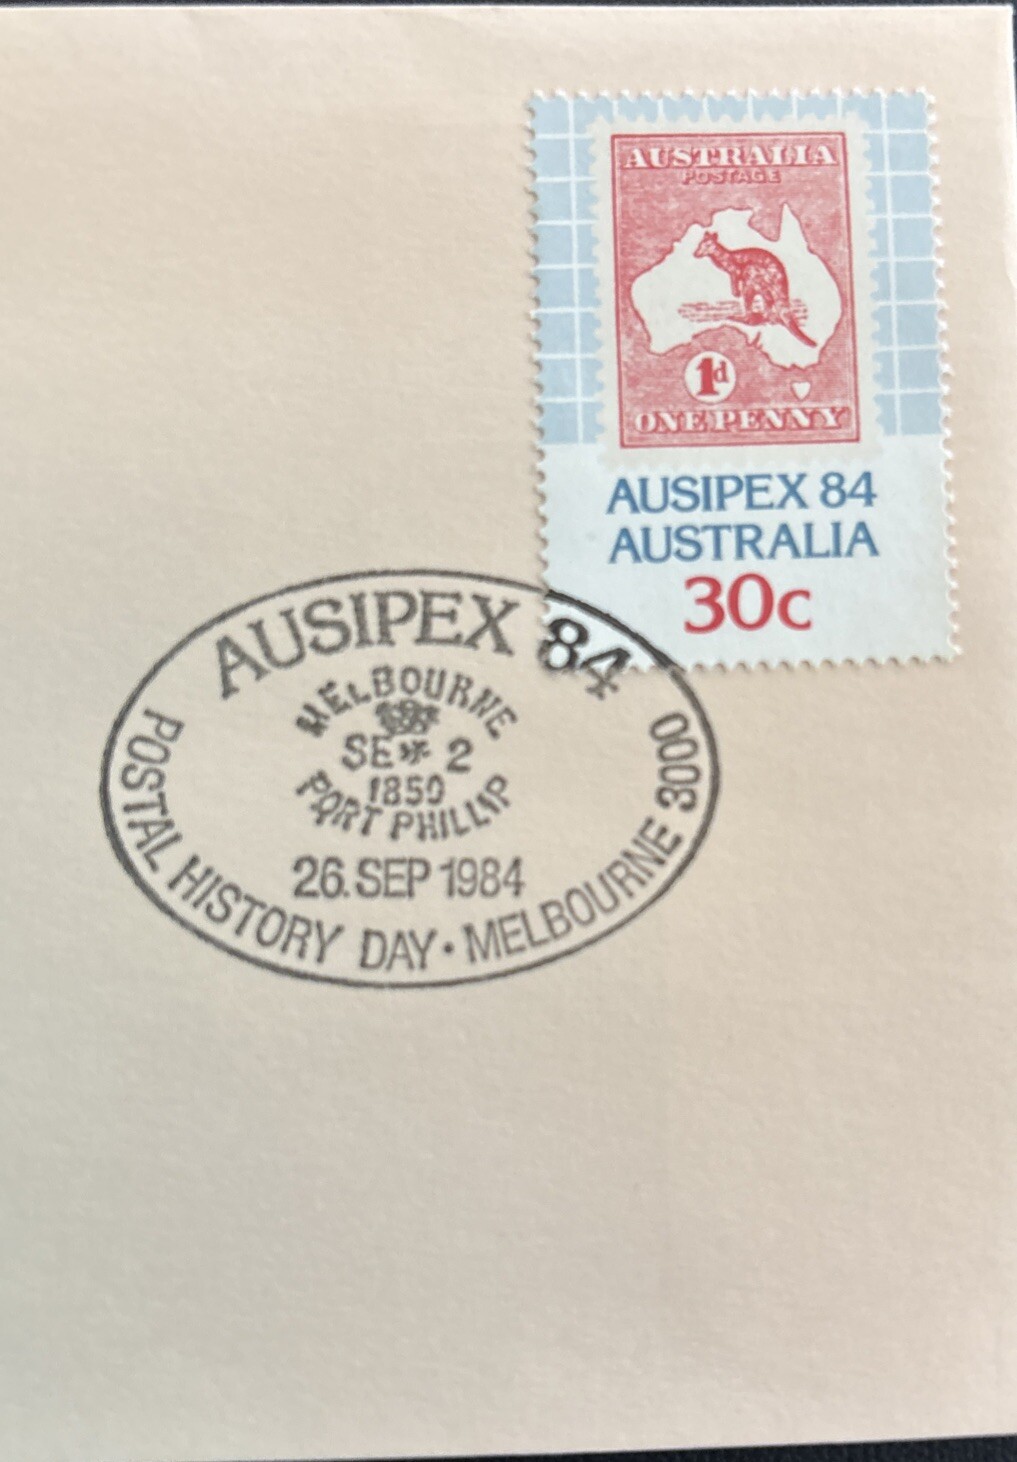 AUSTRALIA
POSTAGE
1d
ONE PENNY
AUSIPEX 84
AUSTRALIA
30c
AUSIPEX 84
MELBOURNE
SE * 2
1850
PORT PHILLIP
26.SEP 1984
POSTAL HISTORY DAY · MELBOURNE 3000